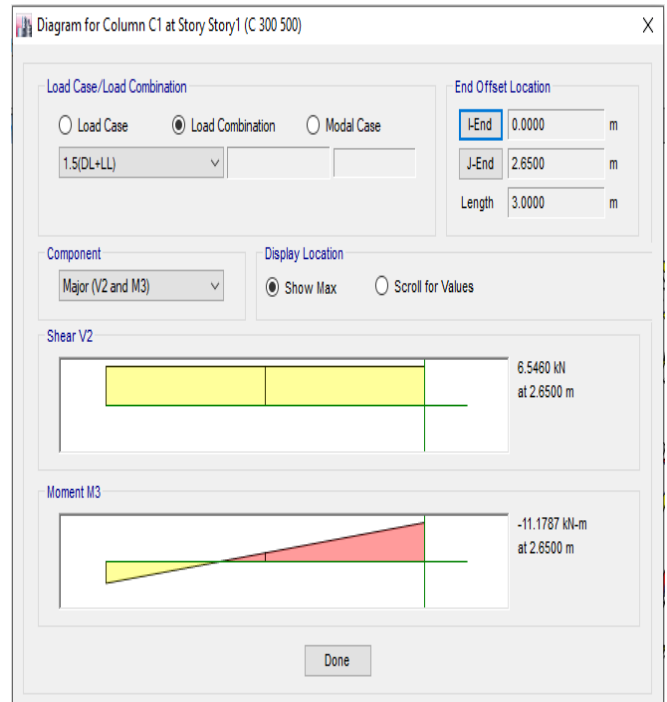 Diagram for Column C1 at Story Story1 (C 300 500)
Load Case/Load Combination
Load Case Load Combination Modal Case
1.5(DL+LL)
End Offset Location
I-End 0.0000 m
J-End 2.6500 m
Length 3.0000 m
Component
Major (V2 and M3)
Display Location
Show Max Scroll for Values
Shear V2
6.5460 kN
at 2.6500 m
Moment M3
-11.1787 kN-m
at 2.6500 m
Done